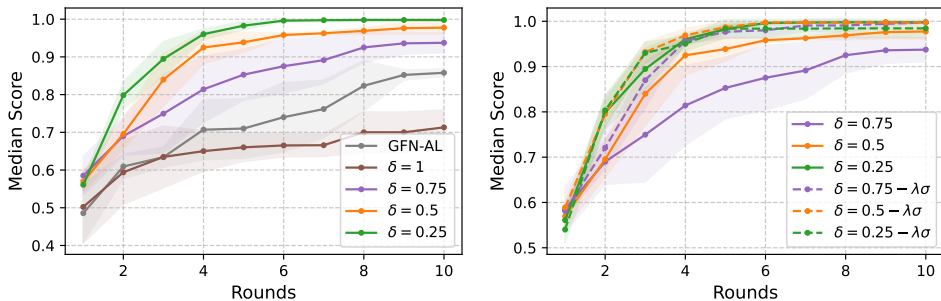 1.0
0.9
0.8
0.7
0.6
0.5
0.4
Median Score
2
4
6
8
10
Rounds
GFN-AL
δ = 1
δ = 0.75
δ = 0.5
δ = 0.25
1.0
0.9
0.8
0.7
0.6
0.5
Median Score
2
4
6
8
10
Rounds
δ = 0.75
δ = 0.5
δ = 0.25
δ = 0.75 − λσ
δ = 0.5 − λσ
δ = 0.25 − λσ